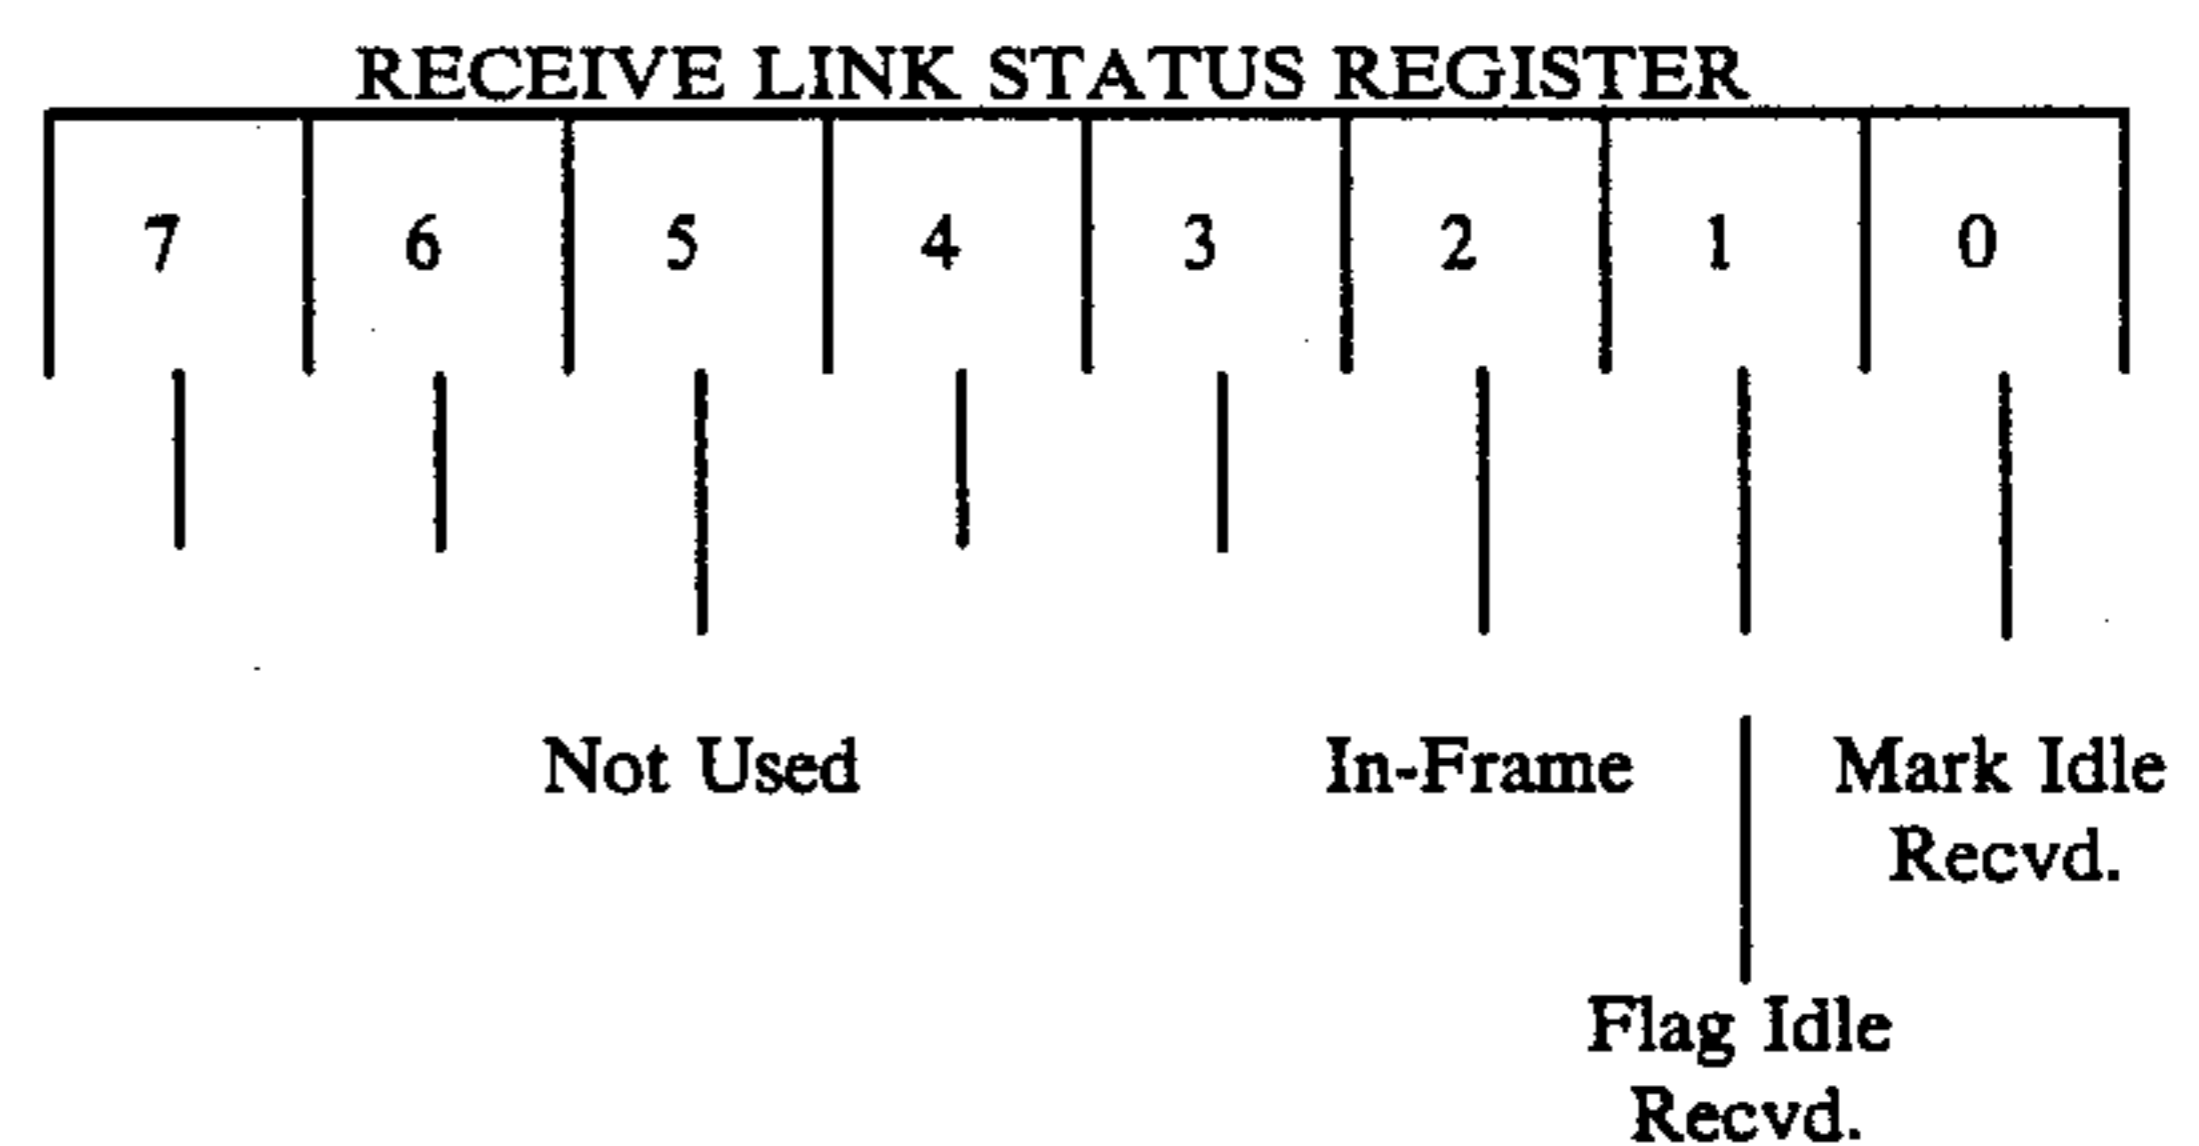 RECEIVE LINK STATUS REGISTER
7 6 5 4 3 2 1 0
Not Used In-Frame Mark Idle
Recvd.
Flag Idle
Recvd.